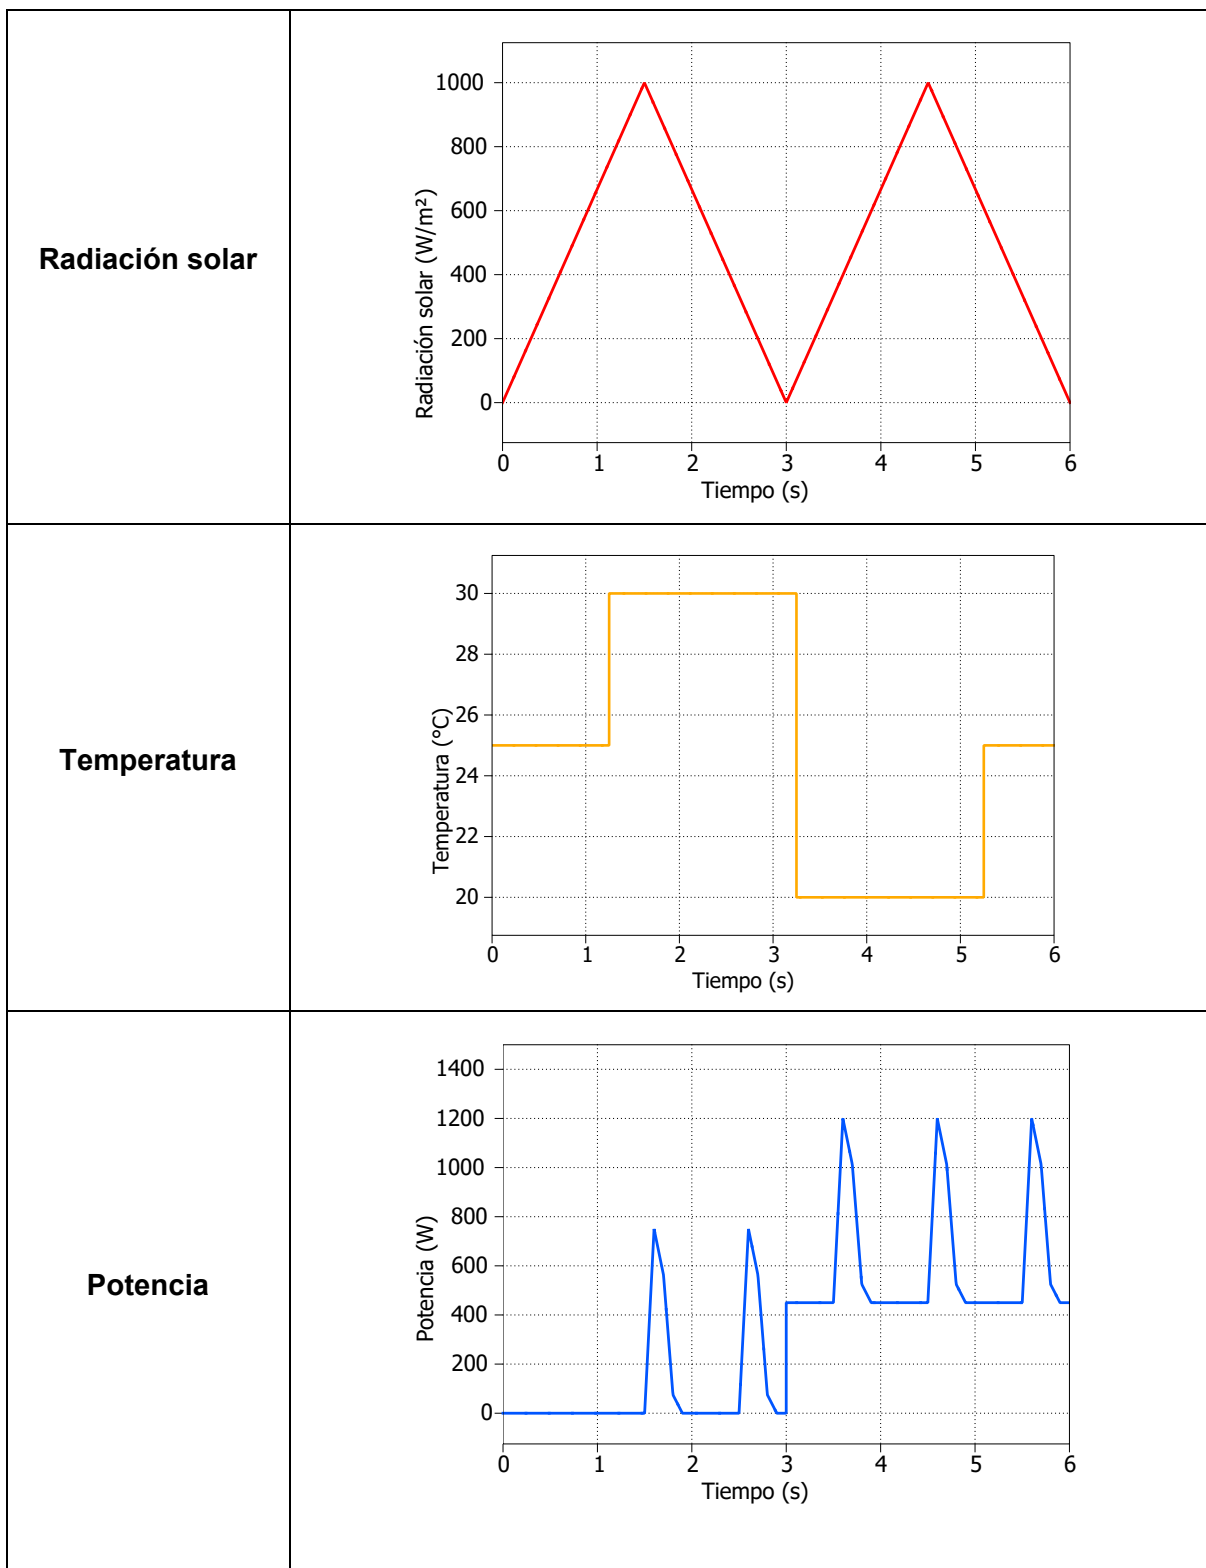 Radiación solar
Radiación solar (W/m²)
1000
800
600
400
200
0
0 1 2 3 4 5 6
Tiempo (s)
Temperatura
Temperatura (°C)
30
28
26
24
22
20
0 1 2 3 4 5 6
Tiempo (s)
Potencia
Potencia (W)
1400
1200
1000
800
600
400
200
0
0 1 2 3 4 5 6
Tiempo (s)